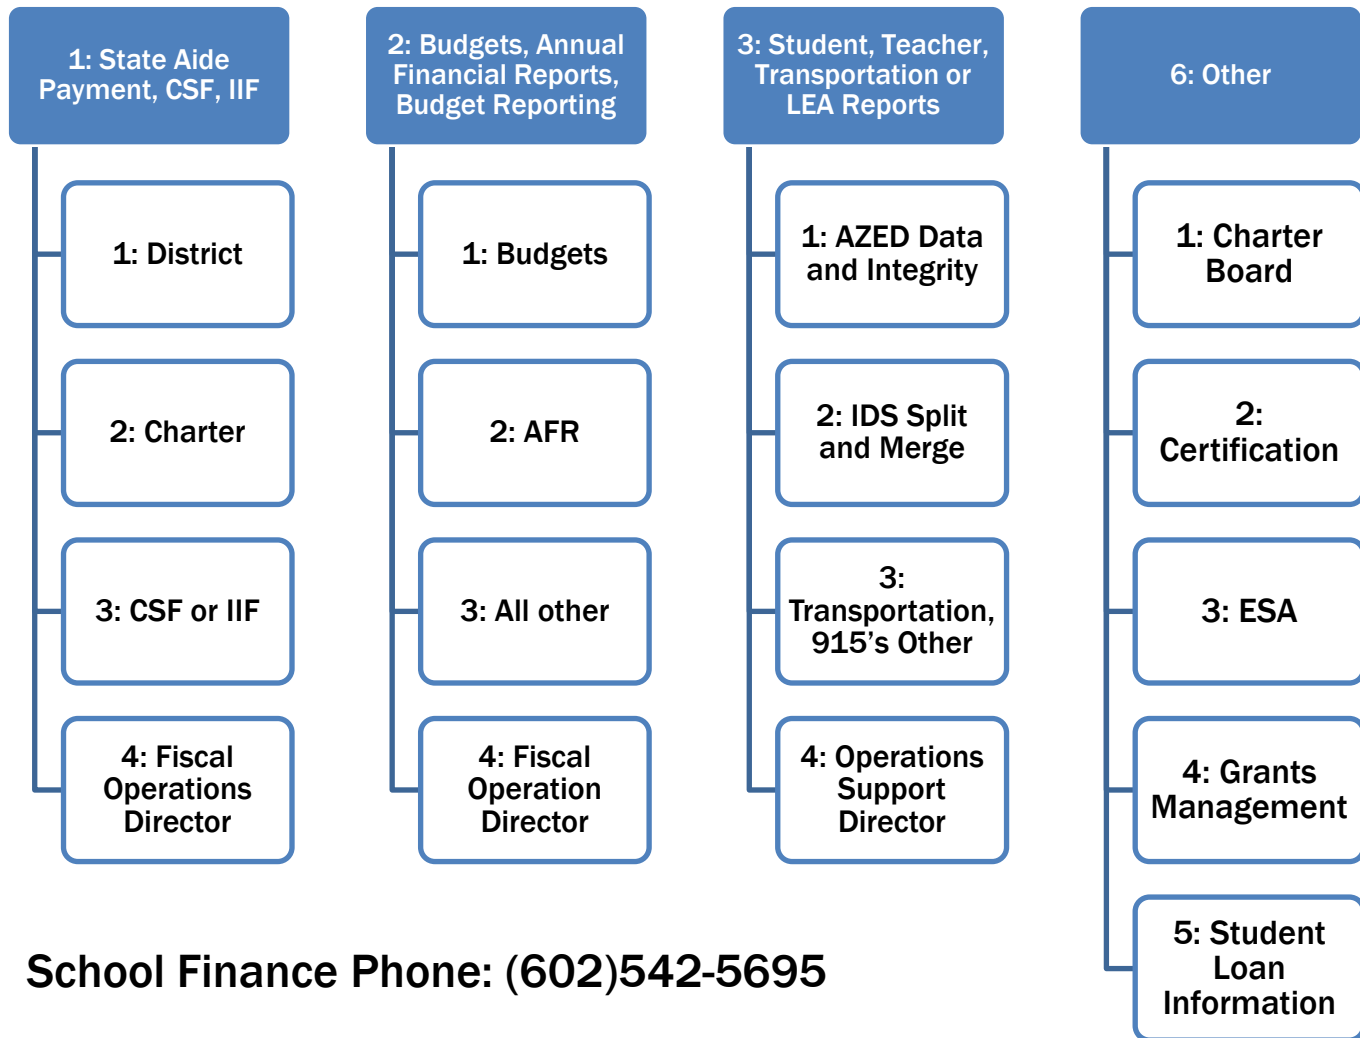 1: State Aide
Payment, CSF, IIF
1: District
2: Charter
3: CSF or IIF
4: Fiscal
Operations
Director
2: Budgets, Annual
Financial Reports,
Budget Reporting
1: Budgets
2: AFR
3: All other
4: Fiscal
Operation
Director
3: Student, Teacher,
Transportation or
LEA Reports
1: AZED Data
and Integrity
2: IDS Split
and Merge
3:
Transportation,
915’s Other
4: Operations
Support
Director
6: Other
1: Charter
Board
2:
Certification
3: ESA
4: Grants
Management
5: Student
Loan
Information
School Finance Phone: (602)542-5695